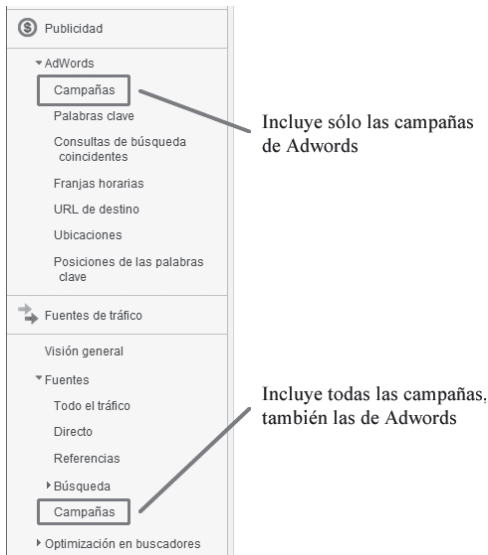 Publicidad
AdWords
Campañas
Palabras clave
Consultas de búsqueda
coincidentes
Franjas horarias
URL de destino
Ubicaciones
Posiciones de las palabras
clave
Incluye sólo las campañas
de Adwords
Fuentes de tráfico
Visión general
Fuentes
Todo el tráfico
Directo
Referencias
Búsqueda
Campañas
Optimización en buscadores
Incluye todas las campañas,
también las de Adwords